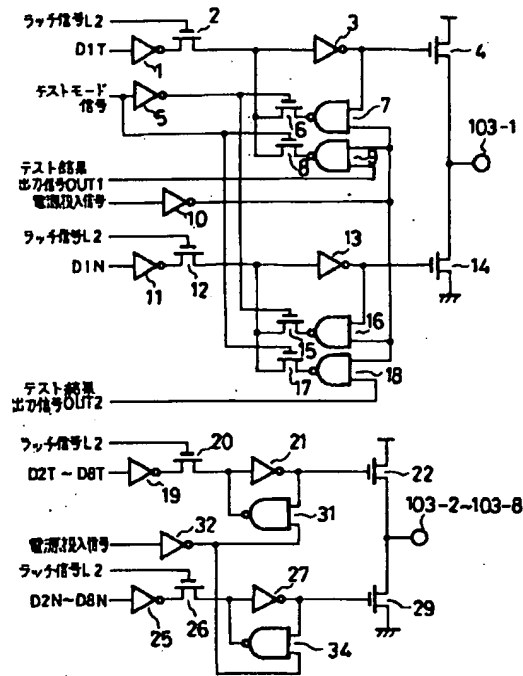 ラッチ信号L2
2
3
D1T
1
4
テストモード
信号
5
6
7
103-1
8
9
テスト結果
出力信号OUT1
電源投入信号
10
ラッチ信号L2
13
D1N
11
12
14
15
16
17
18
テスト結果
出力信号OUT2
ラッチ信号L2
20
21
D2T～D8T
19
22
31
103-2~103-8
32
電源投入信号
ラッチ信号L2
27
D2N~D8N
25
26
29
34